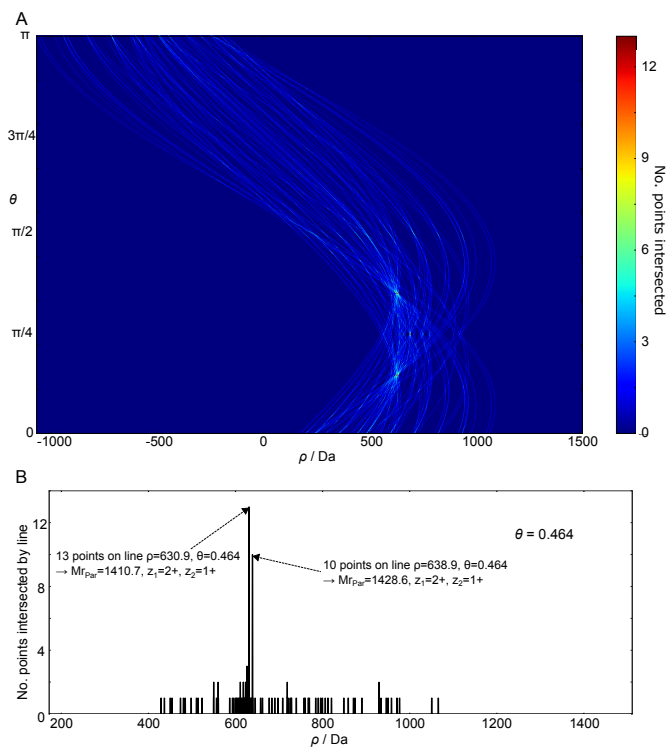 A
π
3π/4
θ
π/2
π/4
0
-1000
-500
0
500
1000
1500
ρ / Da
12
9
6
3
0
No. points intersected
B
12
9
6
3
0
No. points intersected by line
θ = 0.464
13 points on line ρ=630.9, θ=0.464
→ Mr_Par=1410.7, z₁=2+, z₂=1+
10 points on line ρ=638.9, θ=0.464
→ Mr_Par=1428.6, z₁=2+, z₂=1+
200
400
600
800
1000
1200
1400
ρ / Da